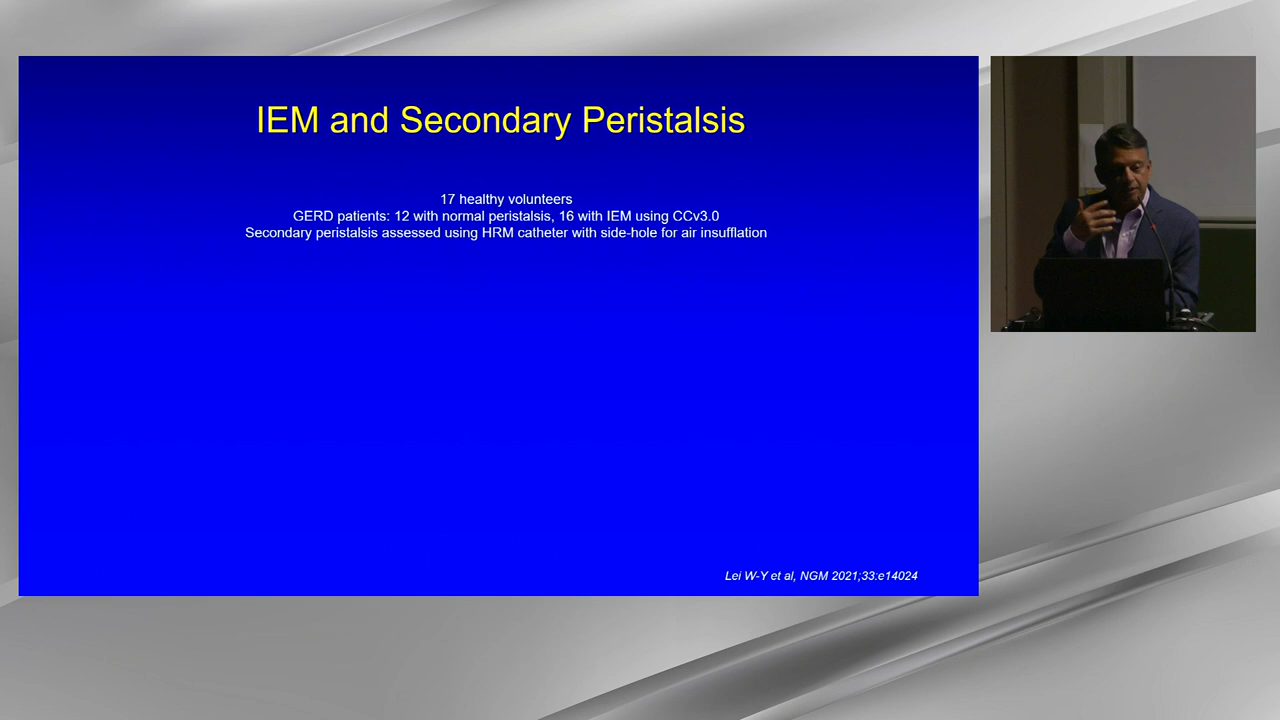 IEM and Secondary Peristalsis
17 healthy volunteers
GERD patients: 12 with normal peristalsis, 16 with IEM using CCv3.0
Secondary peristalsis assessed using HRM catheter with side-hole for air insufflation
Lei W-Y et al, NGM 2021;33:e14024